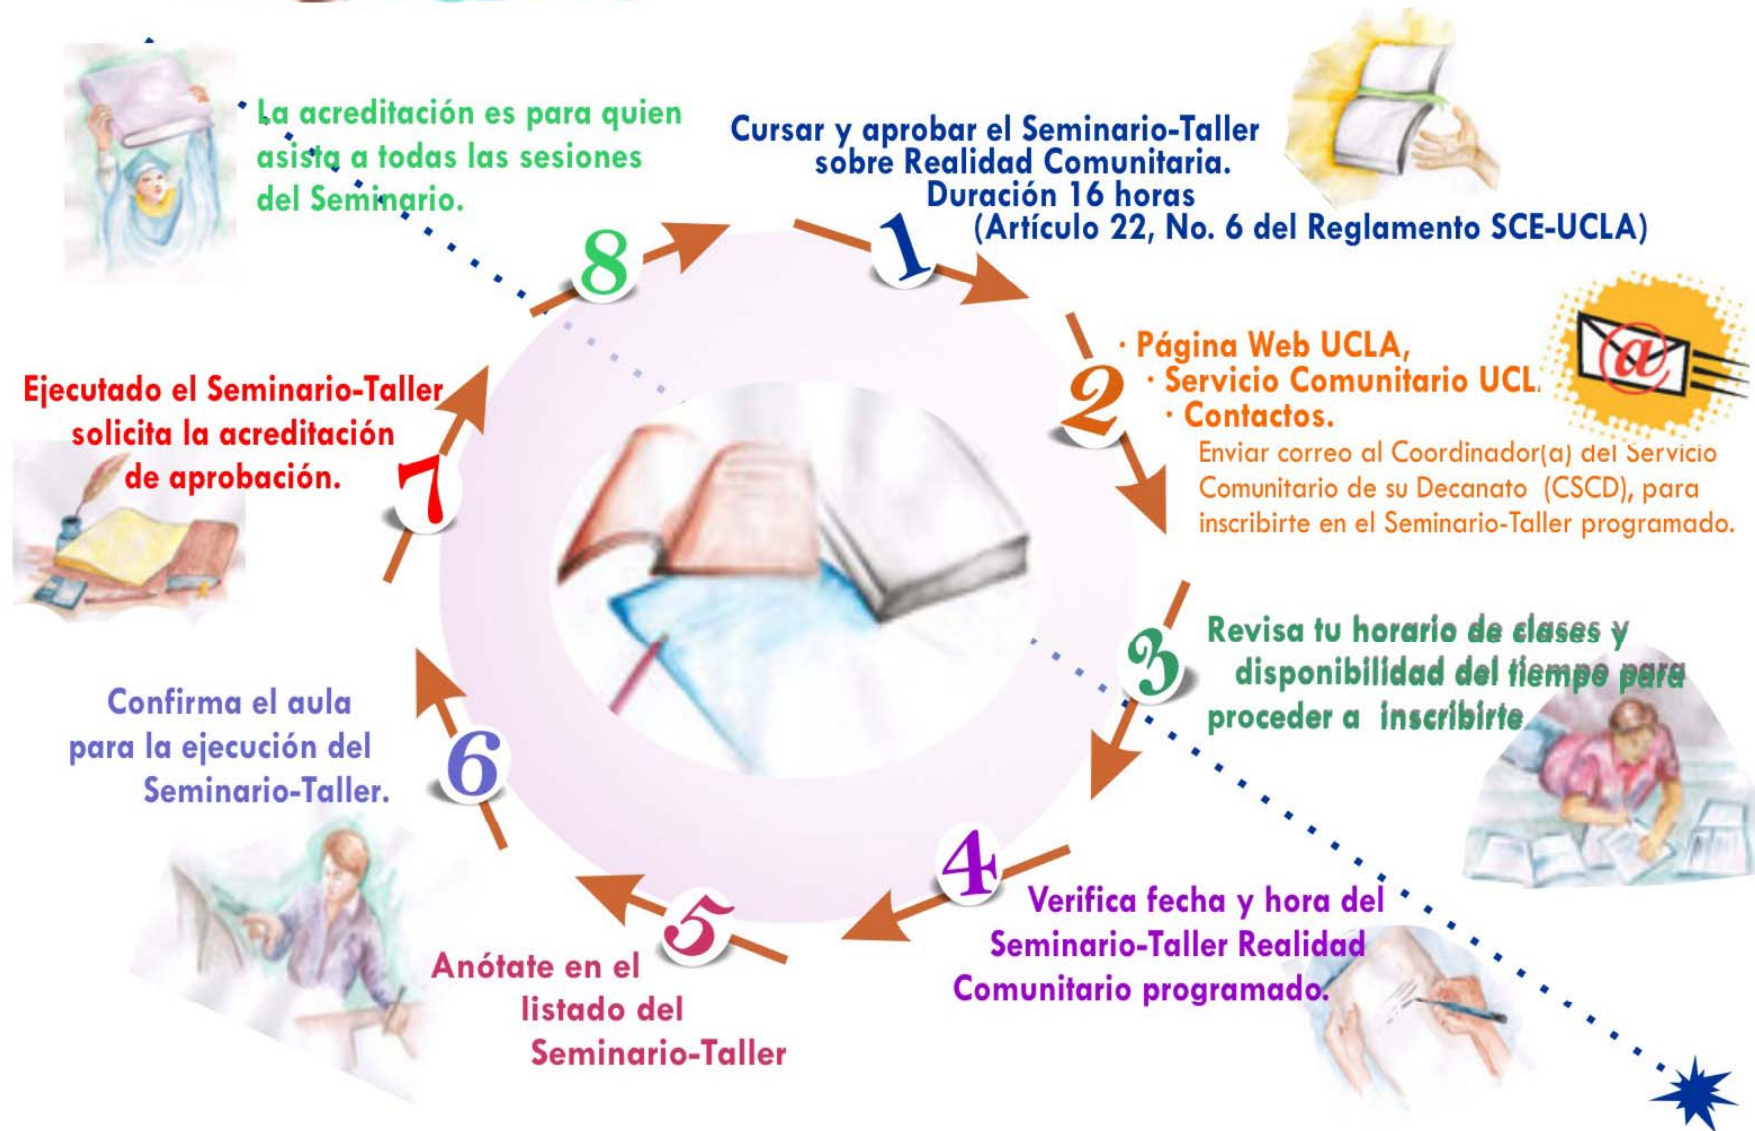 Cursar y aprobar el Seminario-Taller
sobre Realidad Comunitaria.
Duración 16 horas
(Artículo 22, No. 6 del Reglamento SCE-UCLA)
1
2
· Página Web UCLA,
· Servicio Comunitario UCL
· Contactos.
Enviar correo al Coordinador(a) del Servicio
Comunitario de su Decanato (CSCD), para
inscribirte en el Seminario-Taller programado.
@
3
Revisa tu horario de clases y
disponibilidad del tiempo para
proceder a inscribirte
4
Verifica fecha y hora del
Seminario-Taller Realidad
Comunitario programado.
5
Anótate en el
listado del
Seminario-Taller
6
Confirma el aula
para la ejecución del
Seminario-Taller.
7
Ejecutado el Seminario-Taller
solicita la acreditación
de aprobación.
8
La acreditación es para quien
asista a todas las sesiones
del Seminario.